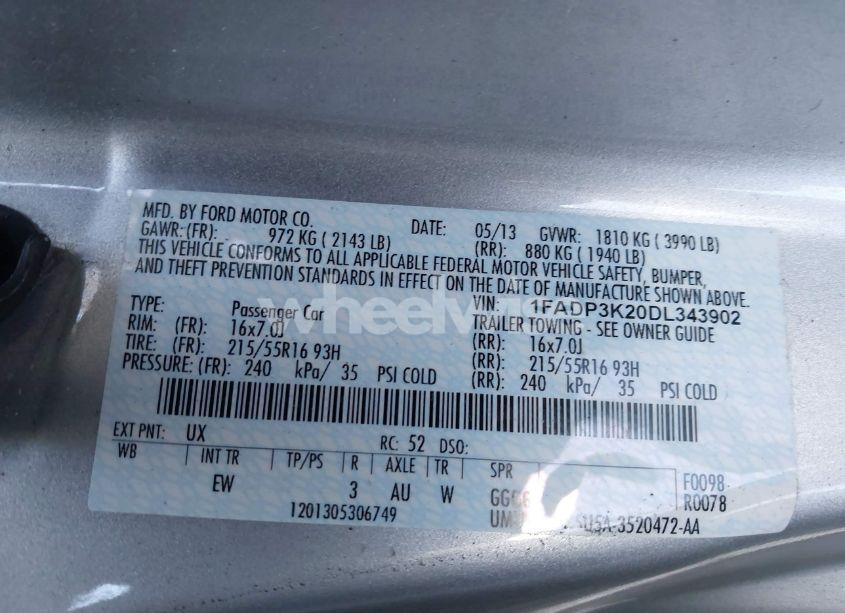 MFD. BY FORD MOTOR CO. DATE: 05/13 GVWR: 1810 KG ( 3990 LB)
GAWR: (FR): 972 KG ( 2143 LB) (RR): 880 KG ( 1940 LB)
THIS VEHICLE CONFORMS TO ALL APPLICABLE FEDERAL MOTOR VEHICLE SAFETY, BUMPER,
AND THEFT PREVENTION STANDARDS IN EFFECT ON THE DATE OF MANUFACTURE SHOWN ABOVE.
VIN: 1FADP3K20DL343902
TYPE: Passenger Car TRAILER TOWING - SEE OWNER GUIDE
RIM: (FR): 16x7.0J (RR): 16x7.0J
TIRE: (FR): 215/55R16 93H (RR): 215/55R16 93H
PRESSURE: (FR): 240 kPa/ 35 PSI COLD (RR): 240 kPa/ 35 PSI COLD
EXT PNT: UX RC: 52 DSO:
WB INT TR TP/PS R AXLE TR SPR F0098
EW 3 AU W R0078
1201305306749 3520472-AA